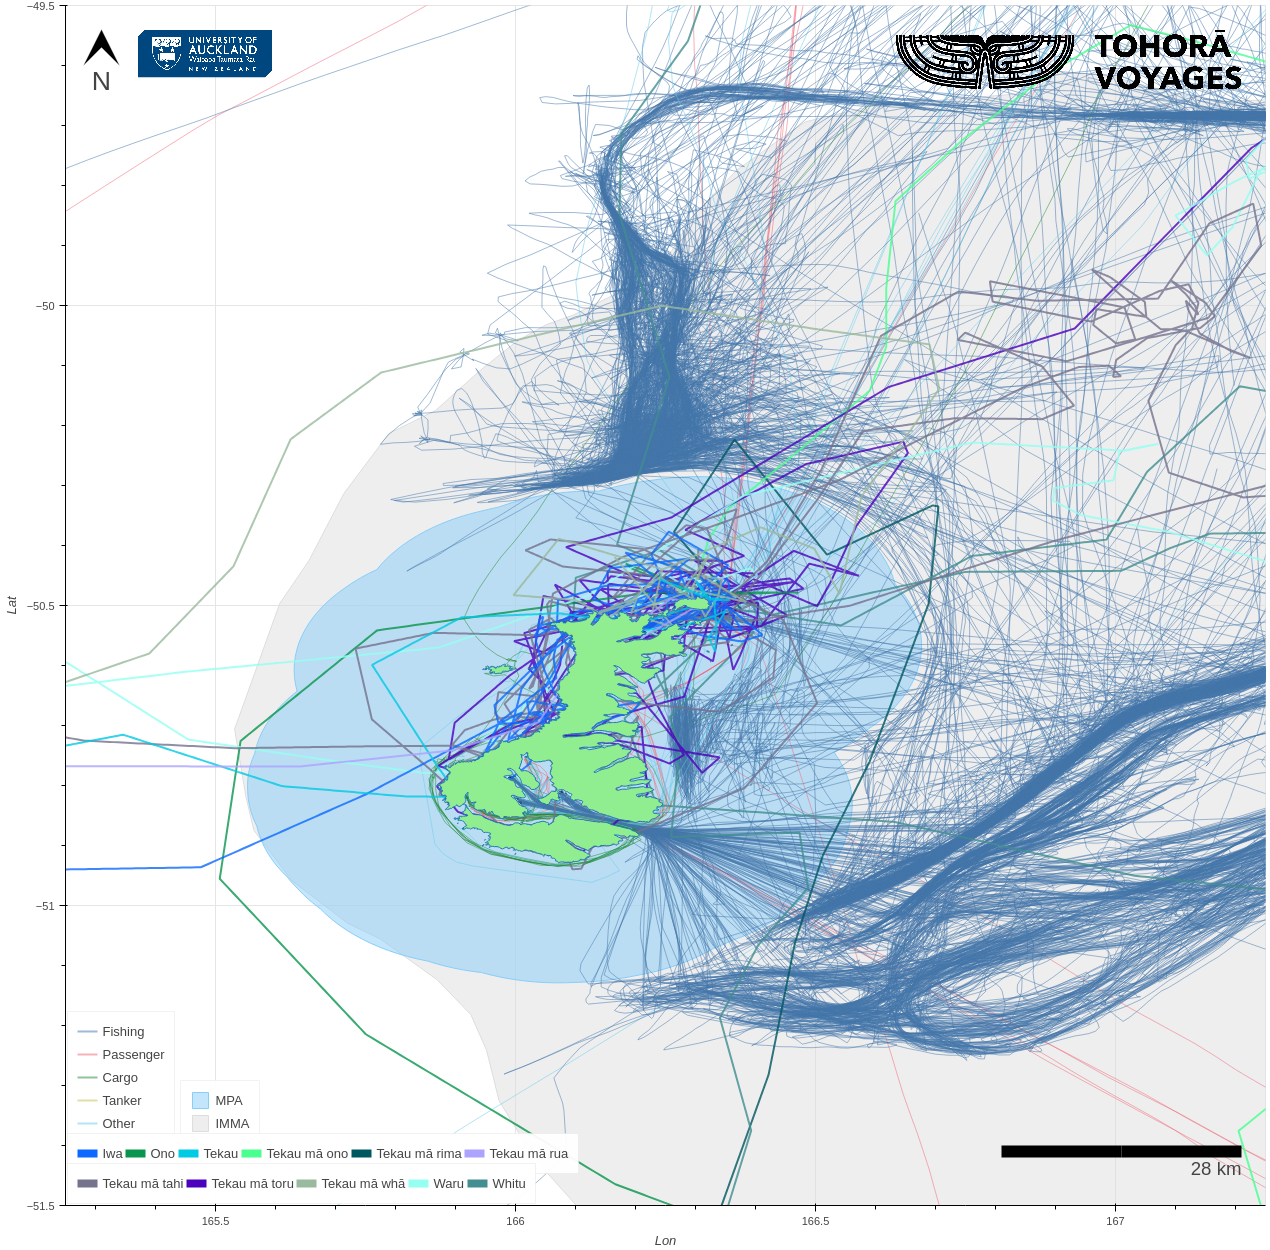 −49.5
UNIVERSITY OF
AUCKLAND
Waipapa Taumata Rau
NEW ZEALAND
N
TOHORĀ
VOYAGES
−50
−50.5
Lat
−51
−51.5
Fishing
Passenger
Cargo
Tanker
Other
MPA
IMMA
Iwa Ono Tekau Tekau mā ono Tekau mā rima Tekau mā rua
Tekau mā tahi Tekau mā toru Tekau mā whā Waru Whitu
28 km
165.5 166 166.5 167
Lon